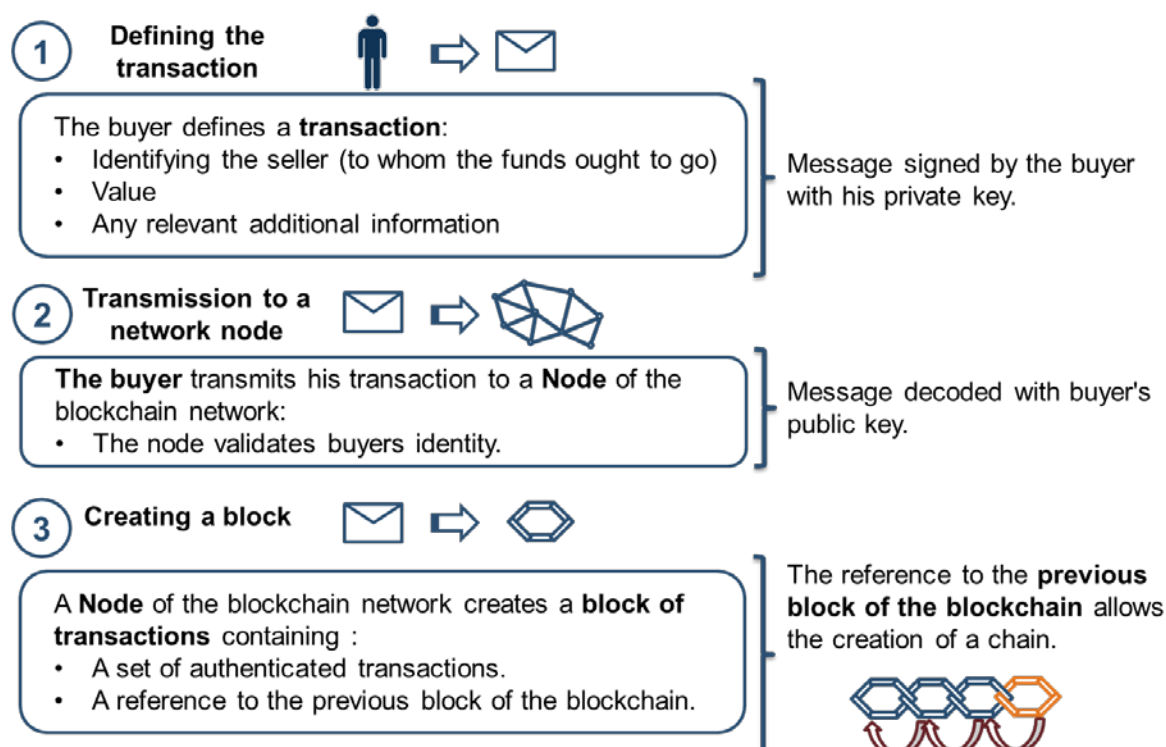 1
Defining the
transaction
The buyer defines a transaction:
• Identifying the seller (to whom the funds ought to go)
• Value
• Any relevant additional information
Message signed by the buyer
with his private key.
2
Transmission to a
network node
The buyer transmits his transaction to a Node of the
blockchain network:
• The node validates buyers identity.
Message decoded with buyer's
public key.
3
Creating a block
A Node of the blockchain network creates a block of
transactions containing :
• A set of authenticated transactions.
• A reference to the previous block of the blockchain.
The reference to the previous
block of the blockchain allows
the creation of a chain.